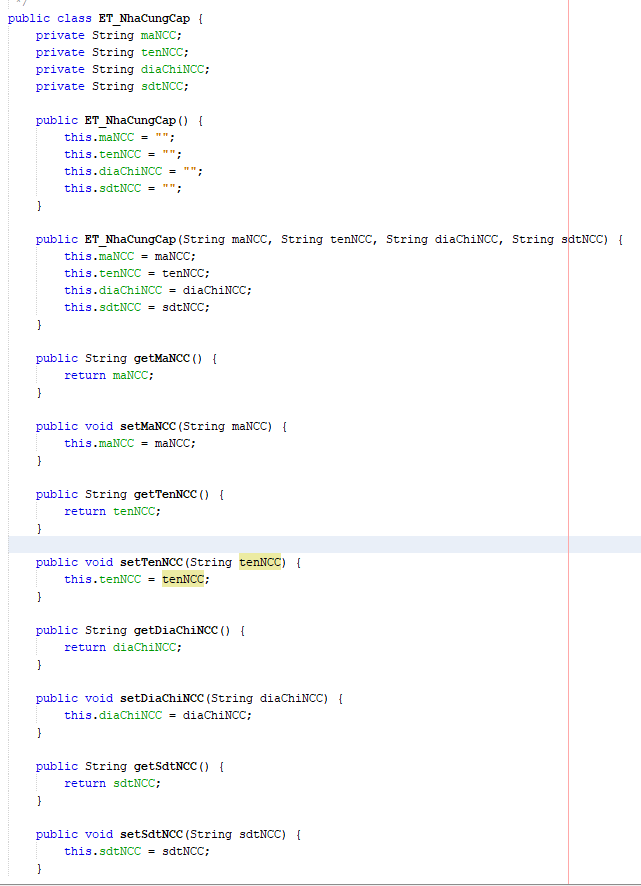 */
public class ET_NhaCungCap {
    private String maNCC;
    private String tenNCC;
    private String diaChiNCC;
    private String sdtNCC;

    public ET_NhaCungCap() {
        this.maNCC = "";
        this.tenNCC = "";
        this.diaChiNCC = "";
        this.sdtNCC = "";
    }

    public ET_NhaCungCap(String maNCC, String tenNCC, String diaChiNCC, String sdtNCC) {
        this.maNCC = maNCC;
        this.tenNCC = tenNCC;
        this.diaChiNCC = diaChiNCC;
        this.sdtNCC = sdtNCC;
    }

    public String getMaNCC() {
        return maNCC;
    }

    public void setMaNCC(String maNCC) {
        this.maNCC = maNCC;
    }

    public String getTenNCC() {
        return tenNCC;
    }

    public void setTenNCC(String tenNCC) {
        this.tenNCC = tenNCC;
    }

    public String getDiaChiNCC() {
        return diaChiNCC;
    }

    public void setDiaChiNCC(String diaChiNCC) {
        this.diaChiNCC = diaChiNCC;
    }

    public String getSdtNCC() {
        return sdtNCC;
    }

    public void setSdtNCC(String sdtNCC) {
        this.sdtNCC = sdtNCC;
    }